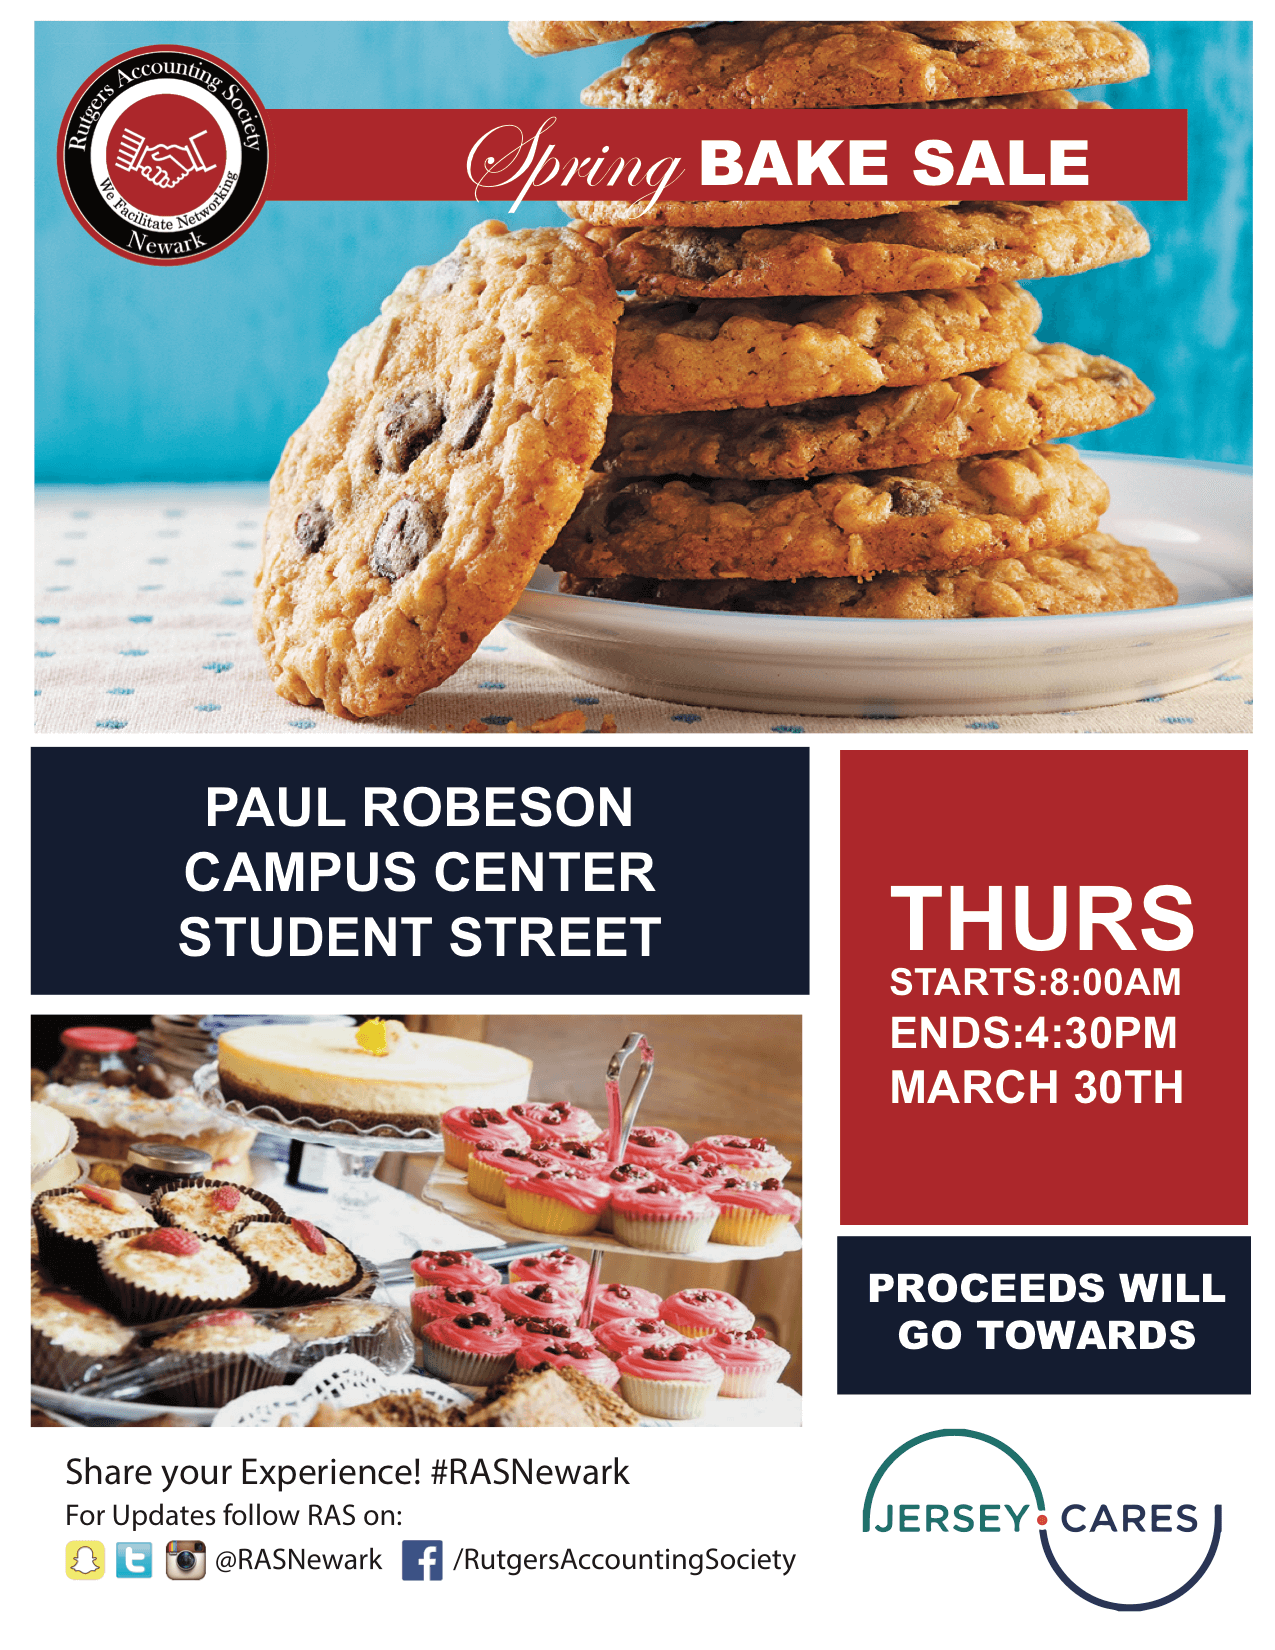 Rutgers Accounting Society
We Facilitate Networking
Newark
Spring BAKE SALE
PAUL ROBESON
CAMPUS CENTER
STUDENT STREET
THURS
STARTS:8:00AM
ENDS:4:30PM
MARCH 30TH
PROCEEDS WILL
GO TOWARDS
JERSEY CARES
Share your Experience! #RASNewark
For Updates follow RAS on:
@RASNewark /RutgersAccountingSociety